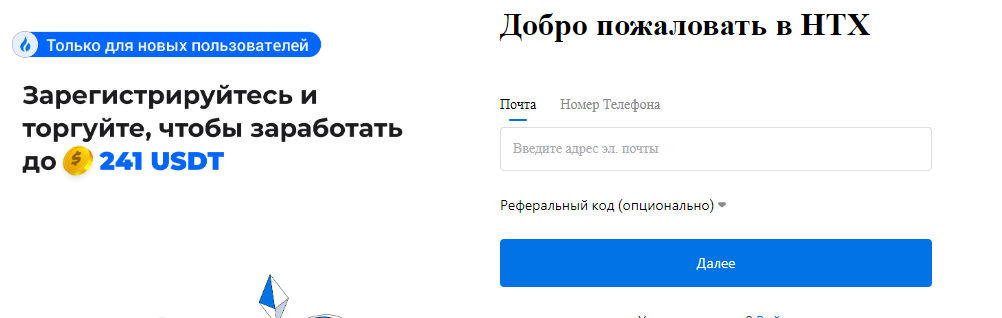 Только для новых пользователей
Зарегистрируйтесь и
торгуйте, чтобы заработать
до 241 USDT
Добро пожаловать в HTX
Почта Номер Телефона
Введите адрес эл. почты
Реферальный код (опционально)
Далее